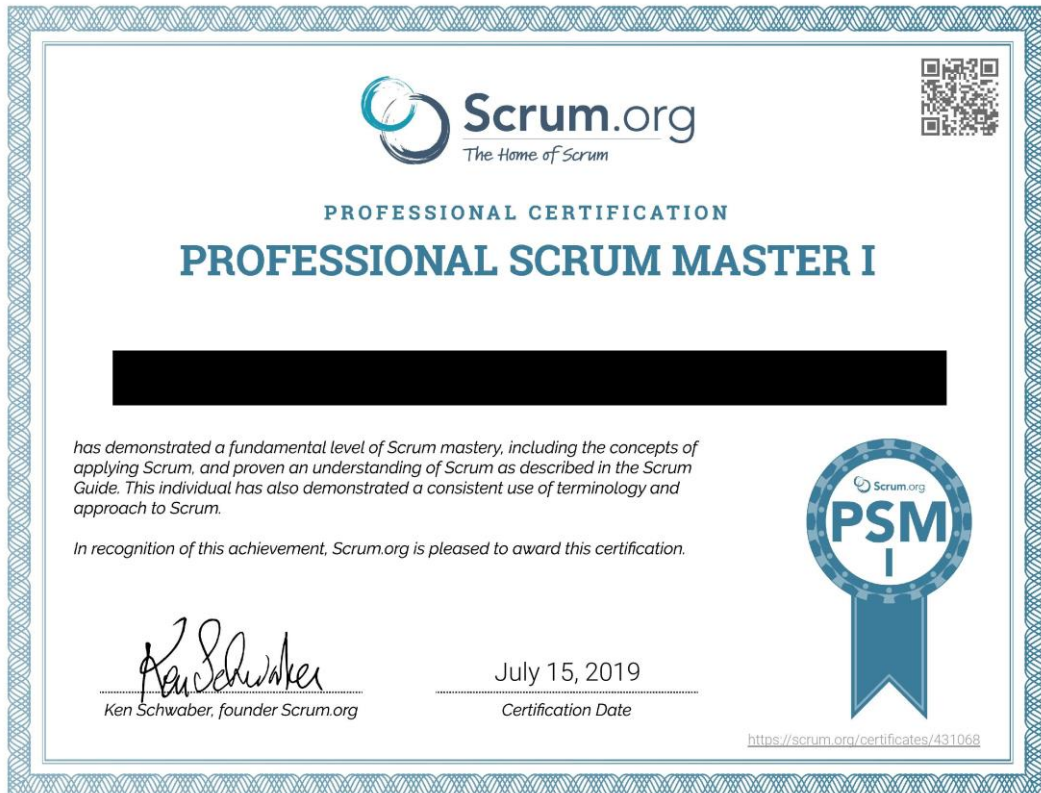 Scrum.org
The Home of Scrum
PROFESSIONAL CERTIFICATION
PROFESSIONAL SCRUM MASTER I
has demonstrated a fundamental level of Scrum mastery, including the concepts of
applying Scrum, and proven an understanding of Scrum as described in the Scrum
Guide. This individual has also demonstrated a consistent use of terminology and
approach to Scrum.
In recognition of this achievement, Scrum.org is pleased to award this certification.
Scrum.org
PSM
I
Ken Schwaber
July 15, 2019
Ken Schwaber, founder Scrum.org
Certification Date
https://scrum.org/certificates/431068